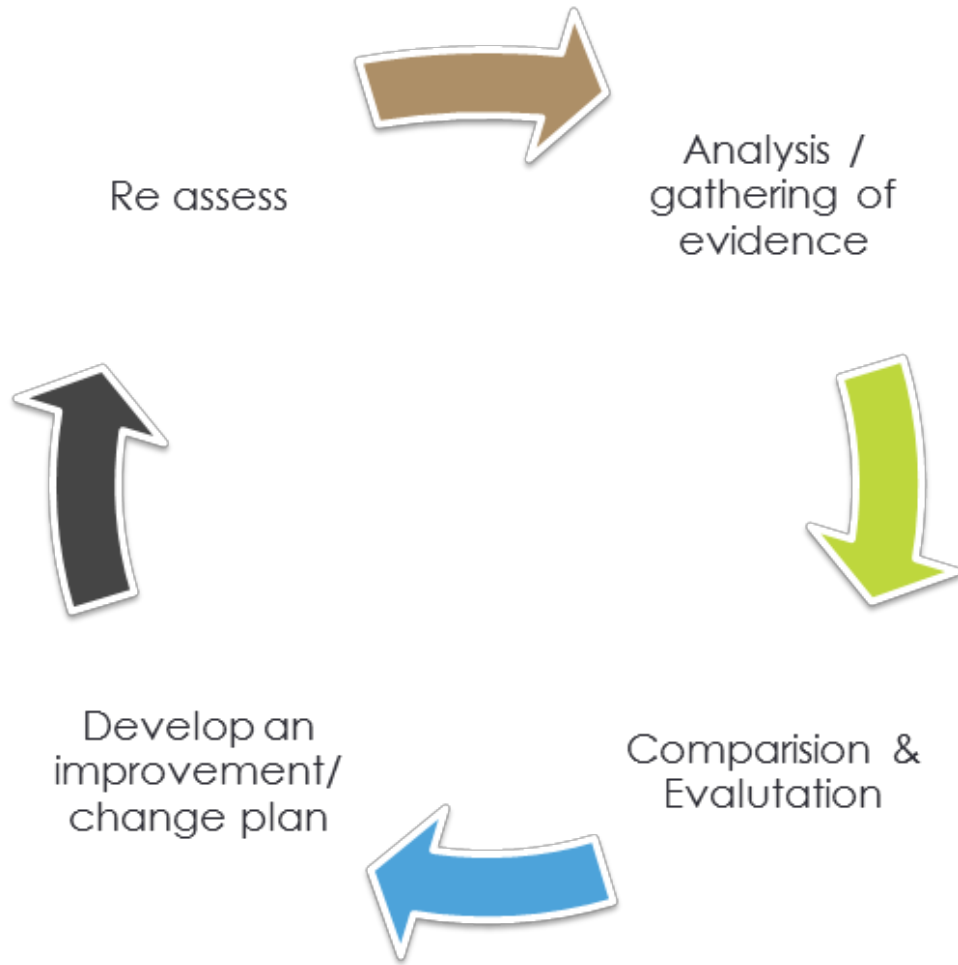 Re assess
Analysis /
gathering of
evidence
Comparision &
Evalutation
Develop an
improvement/
change plan